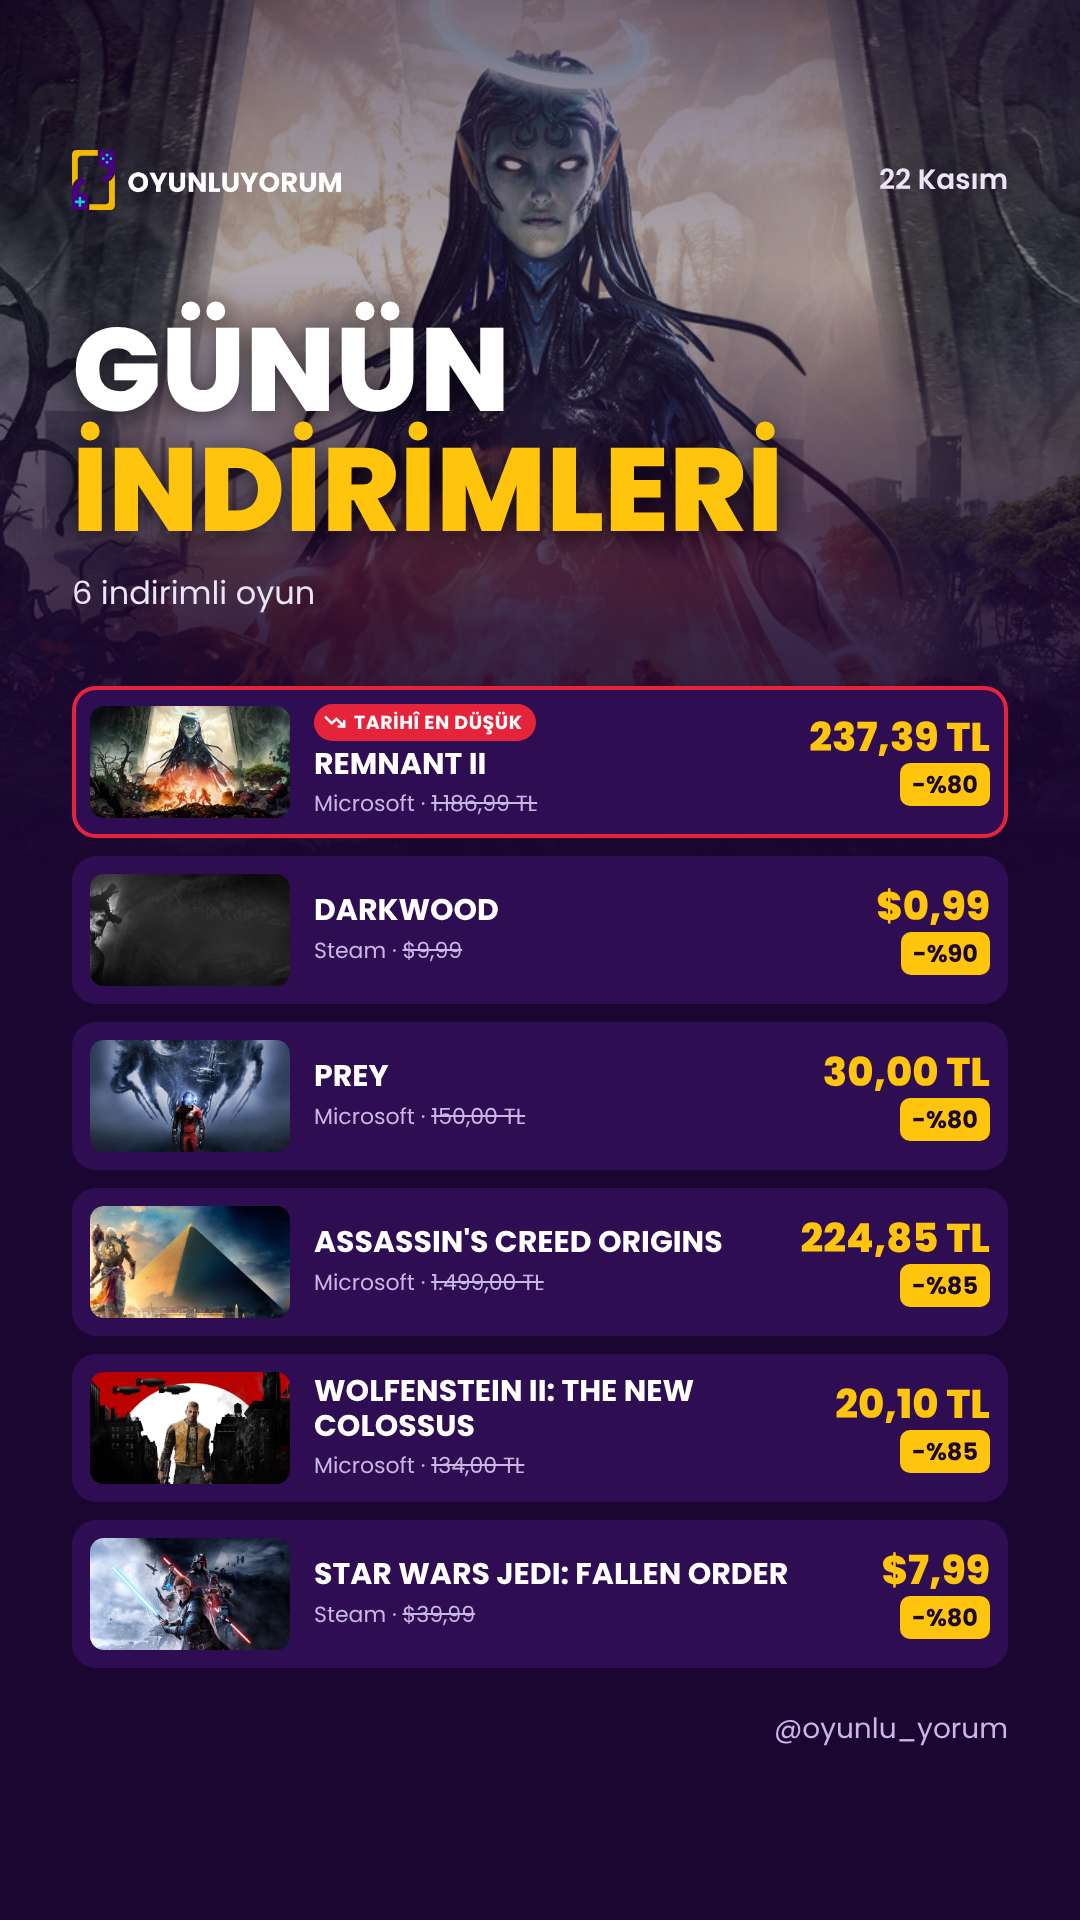 OYUNLUYORUM
22 Kasım
GÜNÜN
İNDİRİMLERİ
6 indirimli oyun
TARİHÎ EN DÜŞÜK
REMNANT II
Microsoft · 1.186,99 TL
237,39 TL
-%80
DARKWOOD
Steam · $9,99
$0,99
-%90
PREY
Microsoft · 150,00 TL
30,00 TL
-%80
ASSASSIN'S CREED ORIGINS
Microsoft · 1.499,00 TL
224,85 TL
-%85
WOLFENSTEIN II: THE NEW
COLOSSUS
Microsoft · 134,00 TL
20,10 TL
-%85
STAR WARS JEDI: FALLEN ORDER
Steam · $39,99
$7,99
-%80
@oyunlu_yorum